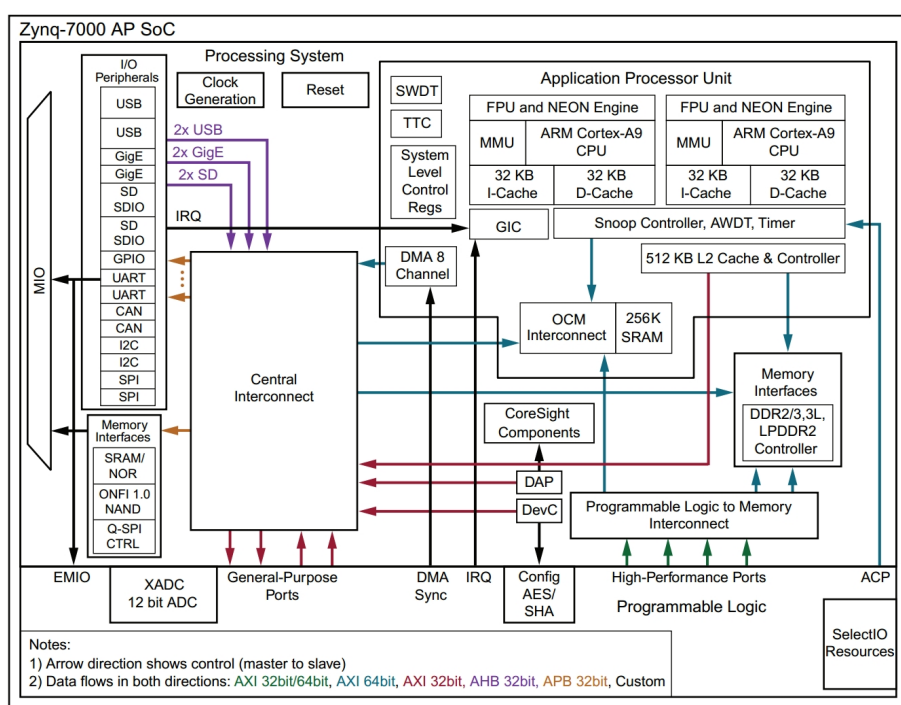 Zynq-7000 AP SoC
Processing System
I/O
Peripherals
USB
USB
GigE
GigE
SD
SDIO
SD
SDIO
GPIO
UART
UART
CAN
CAN
I2C
I2C
SPI
SPI
MIO
Clock
Generation
Reset
2x USB
2x GigE
2x SD
IRQ
Application Processor Unit
SWDT
TTC
System
Level
Control
Regs
FPU and NEON Engine
MMU
ARM Cortex-A9
CPU
32 KB
I-Cache
32 KB
D-Cache
FPU and NEON Engine
MMU
ARM Cortex-A9
CPU
32 KB
I-Cache
32 KB
D-Cache
GIC
Snoop Controller, AWDT, Timer
DMA 8
Channel
512 KB L2 Cache & Controller
OCM
Interconnect
256K
SRAM
Central
Interconnect
Memory
Interfaces
DDR2/3,3L,
LPDDR2
Controller
CoreSight
Components
DAP
DevC
Programmable Logic to Memory
Interconnect
Memory
Interfaces
SRAM/
NOR
ONFI 1.0
NAND
Q-SPI
CTRL
EMIO
XADC
12 bit ADC
General-Purpose
Ports
DMA
Sync
IRQ
Config
AES/
SHA
High-Performance Ports
ACP
Programmable Logic
SelectIO
Resources
Notes:
1) Arrow direction shows control (master to slave)
2) Data flows in both directions: AXI 32bit/64bit, AXI 64bit, AXI 32bit, AHB 32bit, APB 32bit, Custom